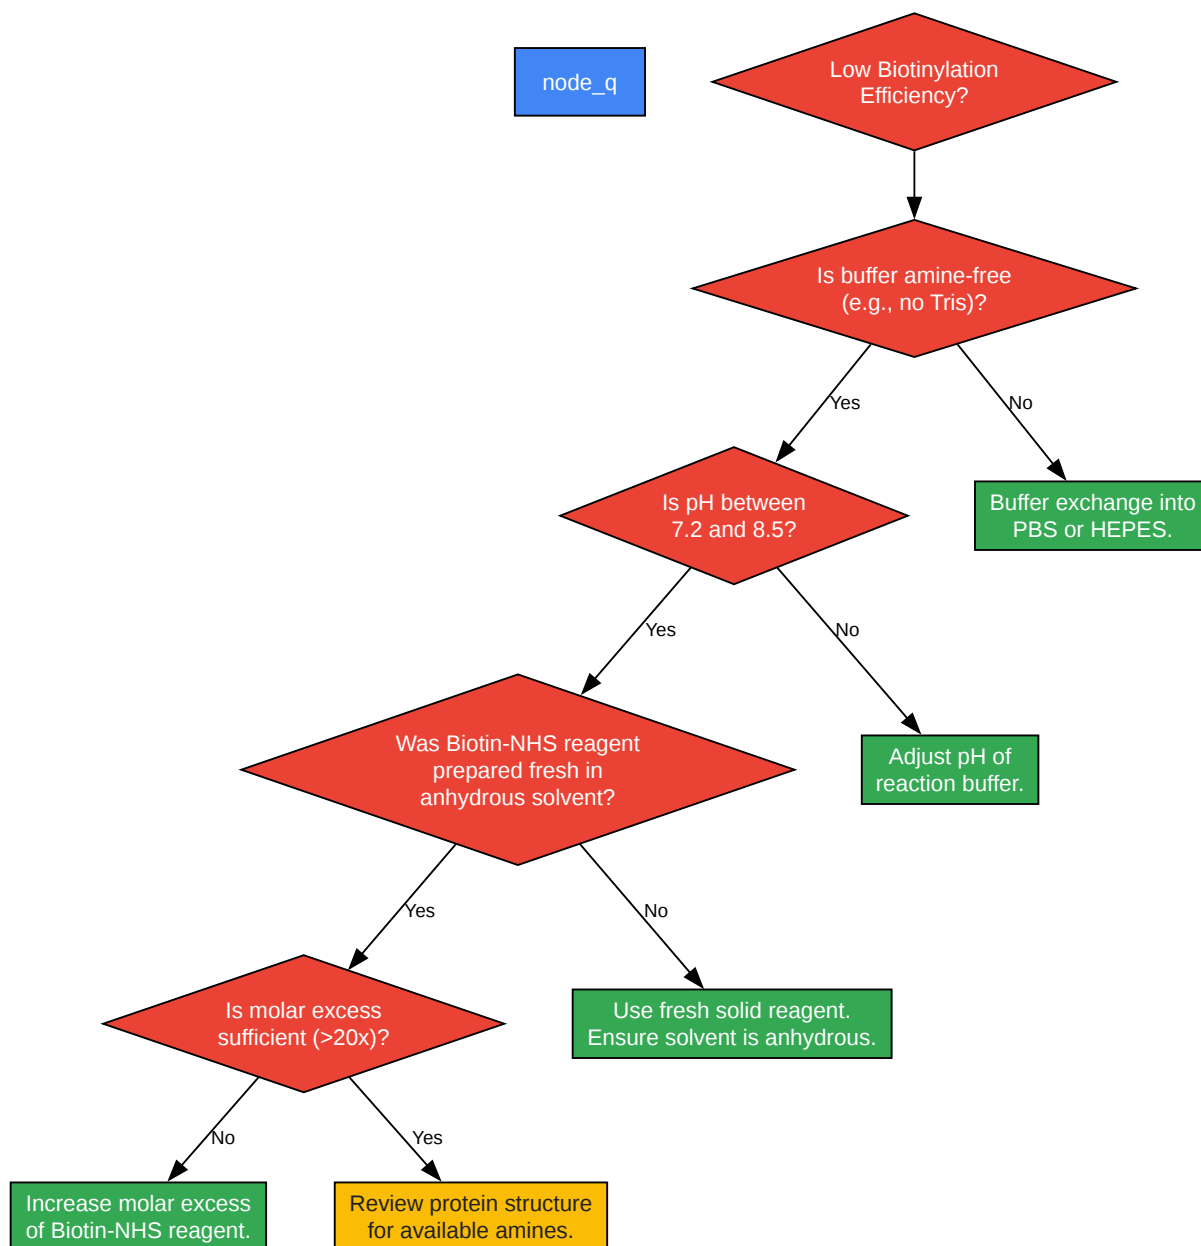 node_q
Low Biotinylation
Efficiency?
Is buffer amine-free
(e.g., no Tris)?
Yes
No
Is pH between
7.2 and 8.5?
Buffer exchange into
PBS or HEPES.
Yes
No
Was Biotin-NHS reagent
prepared fresh in
anhydrous solvent?
Adjust pH of
reaction buffer.
Yes
No
Is molar excess
sufficient (>20x)?
Use fresh solid reagent.
Ensure solvent is anhydrous.
No
Yes
Increase molar excess
of Biotin-NHS reagent.
Review protein structure
for available amines.